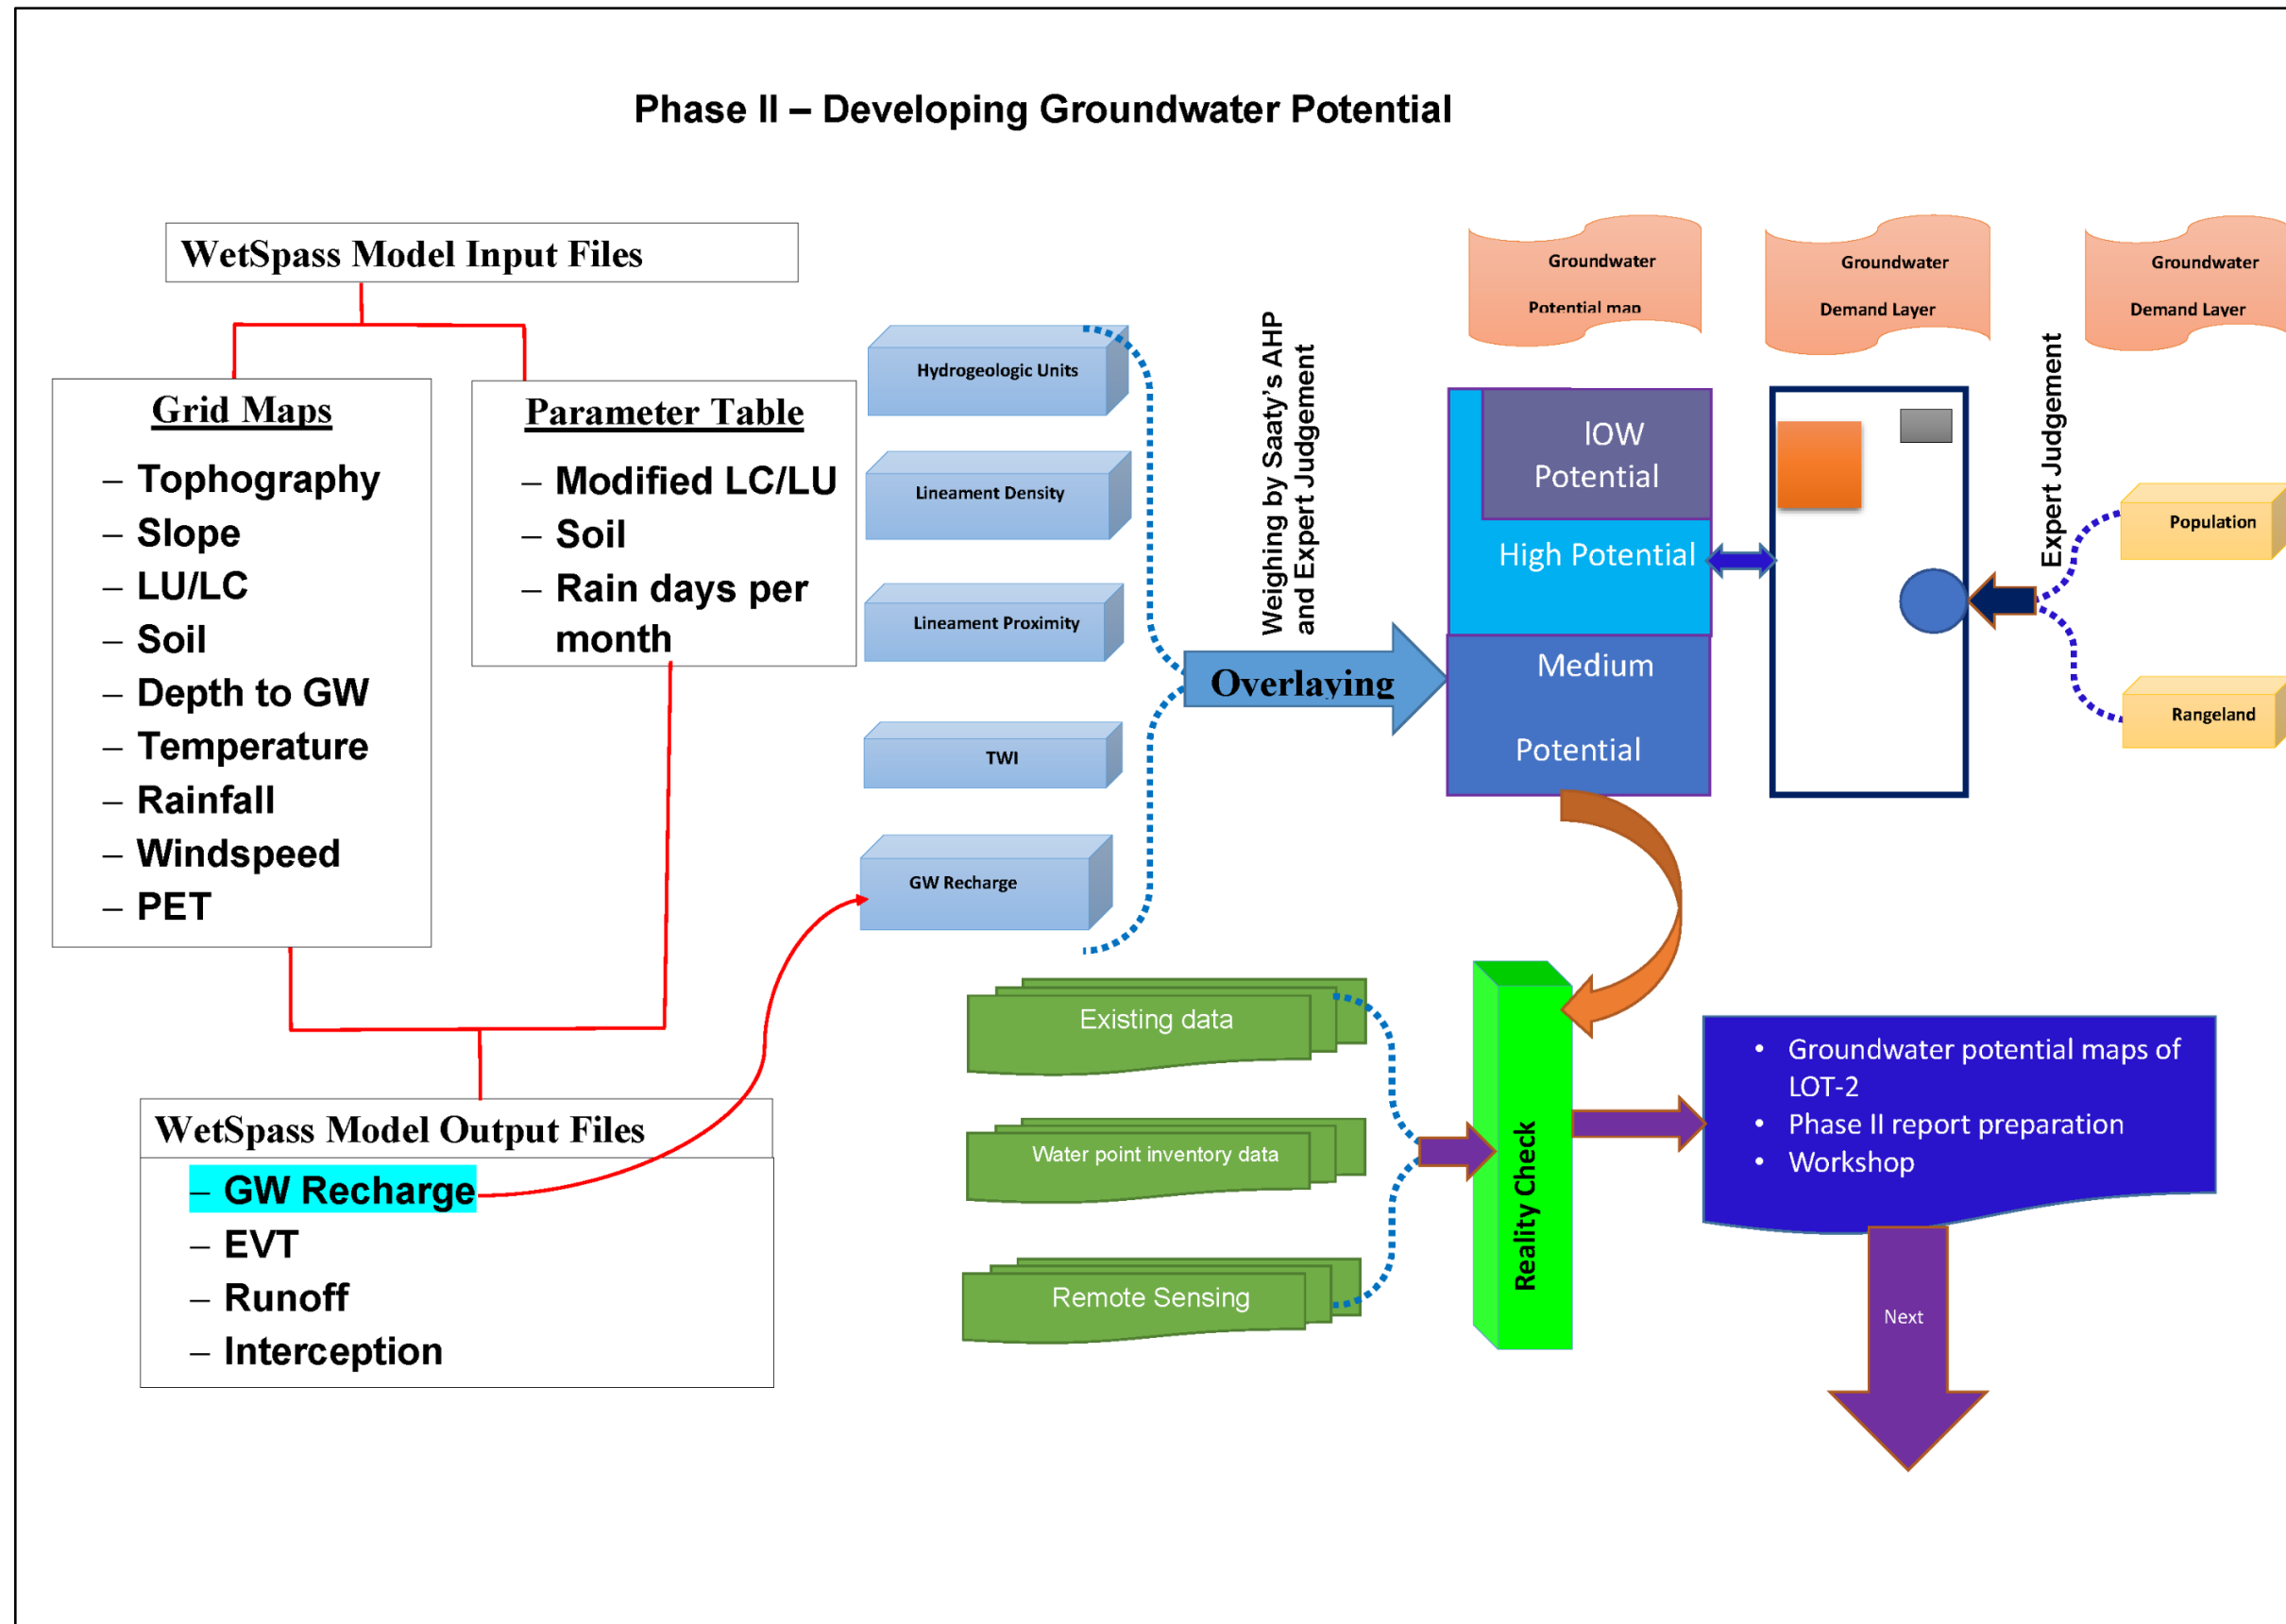 Phase II – Developing Groundwater Potential
WetSpass Model Input Files
Grid Maps
– Tophography
– Slope
– LU/LC
– Soil
– Depth to GW
– Temperature
– Rainfall
– Windspeed
– PET
Parameter Table
– Modified LC/LU
– Soil
– Rain days per
month
WetSpass Model Output Files
– GW Recharge
– EVT
– Runoff
– Interception
Hydrogeologic Units
Lineament Density
Lineament Proximity
TWI
GW Recharge
Weighing by Saaty's AHP
and Expert Judgement
Overlaying
Groundwater
Potential map
Groundwater
Demand Layer
Groundwater
Demand Layer
lOW
Potential
High Potential
Medium
Potential
Expert Judgement
Population
Rangeland
Existing data
Water point inventory data
Remote Sensing
Reality Check
• Groundwater potential maps of
LOT-2
• Phase II report preparation
• Workshop
Next